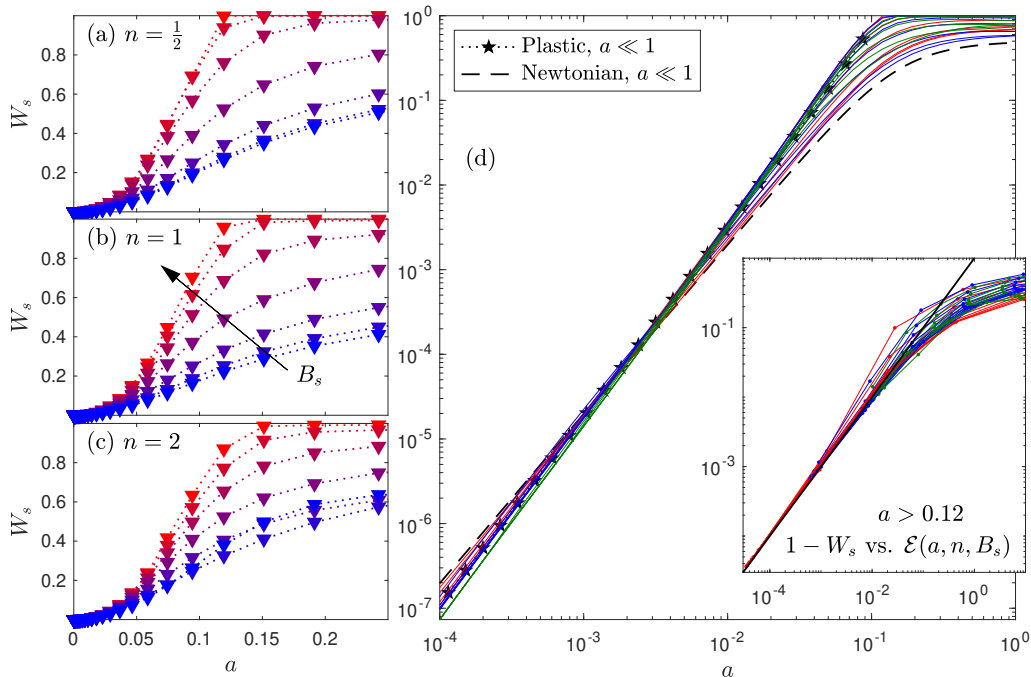 (a) n = 1/2
W_s
0.8
0.6
0.4
0.2
(b) n = 1
W_s
0.8
0.6
0.4
0.2
B_s
(c) n = 2
W_s
0.8
0.6
0.4
0.2
0 0.05 0.1 0.15 0.2
a
10^0
10^-1
10^-2
10^-3
10^-4
10^-5
10^-6
10^-7
Plastic, a ≪ 1
Newtonian, a ≪ 1
(d)
10^-4 10^-3 10^-2 10^-1 10^0
a
10^-1
10^-3
a > 0.12
1 − W_s vs. ℰ(a, n, B_s)
10^-4 10^-2 10^0